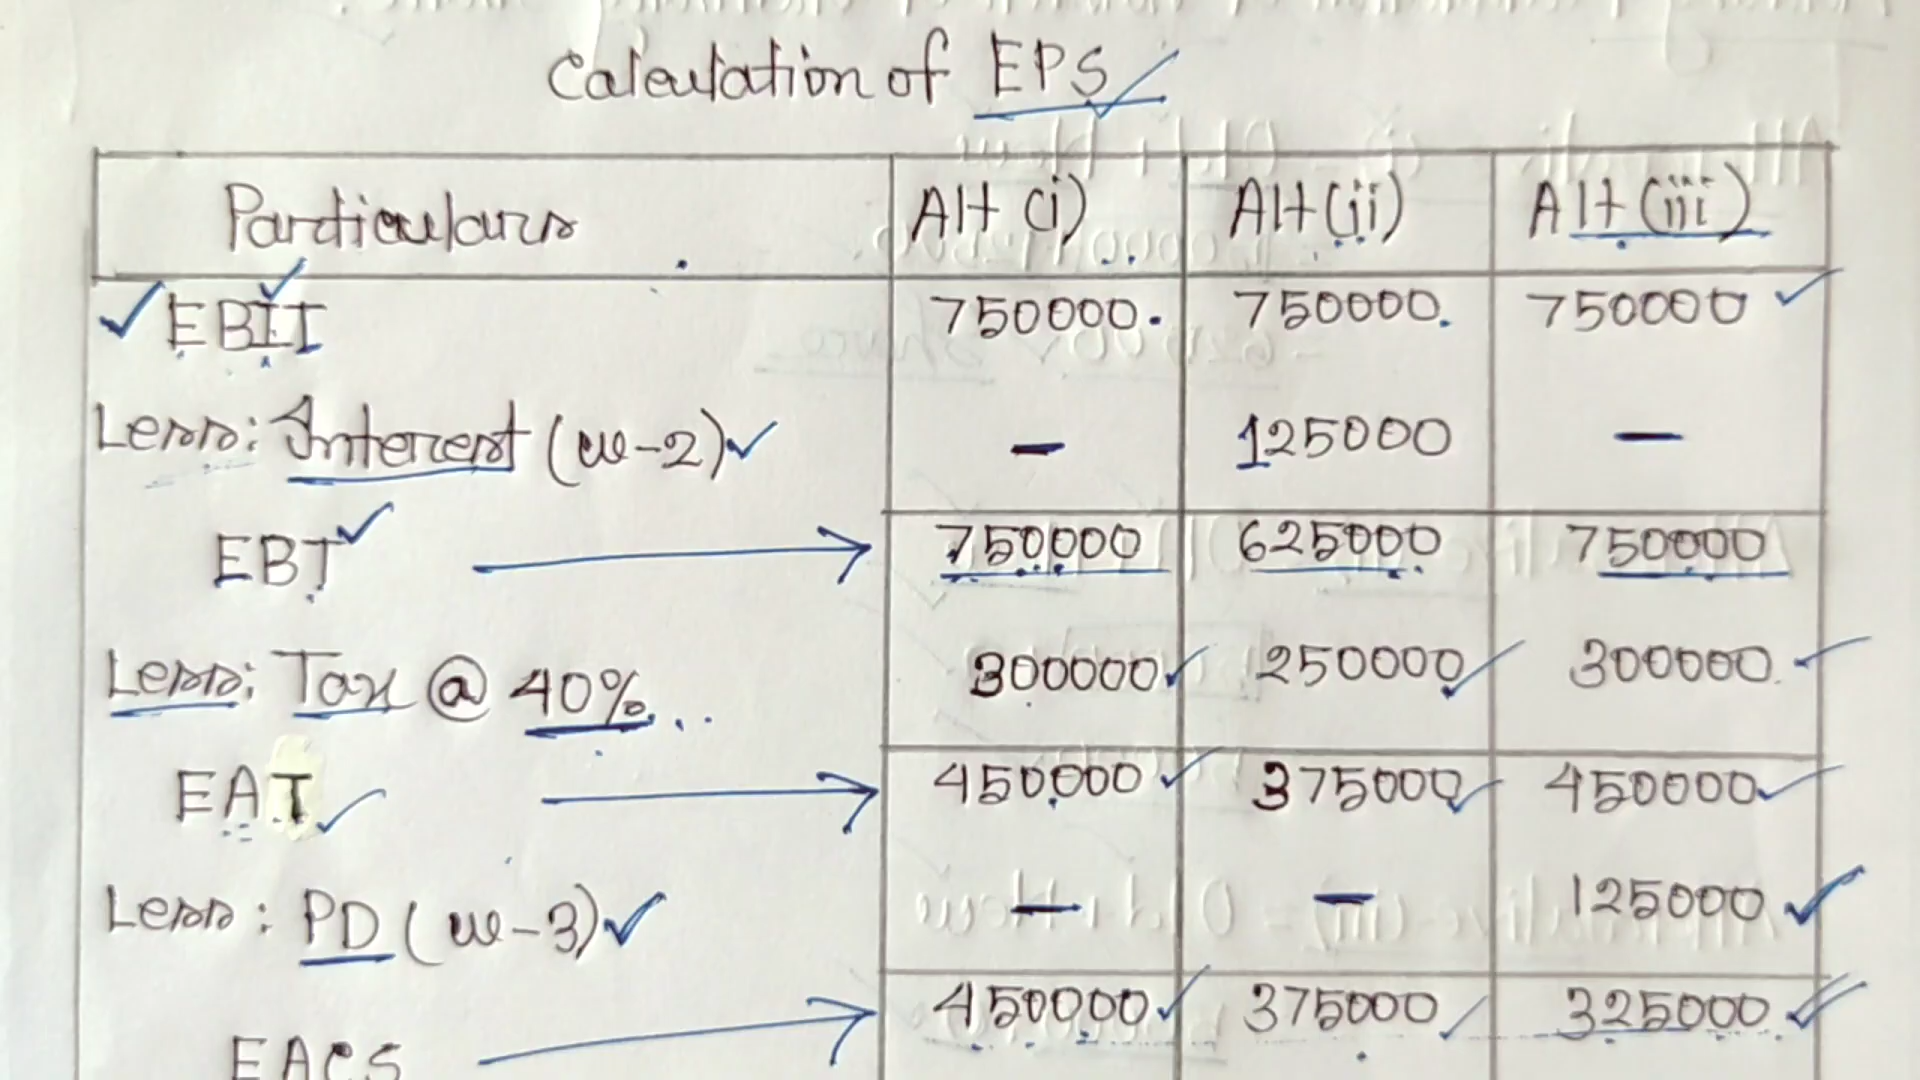 Calculation of EPS
Particulars Alt (i) Alt (ii) Alt (iii)
EBIT 750000 750000 750000
Less: Interest (w-2) — 125000 —
EBT 750000 625000 750000
Less: Tax @ 40% 300000 250000 300000
EAT 450000 375000 450000
Less: PD (w-3) — — 125000
EACS 450000 375000 325000